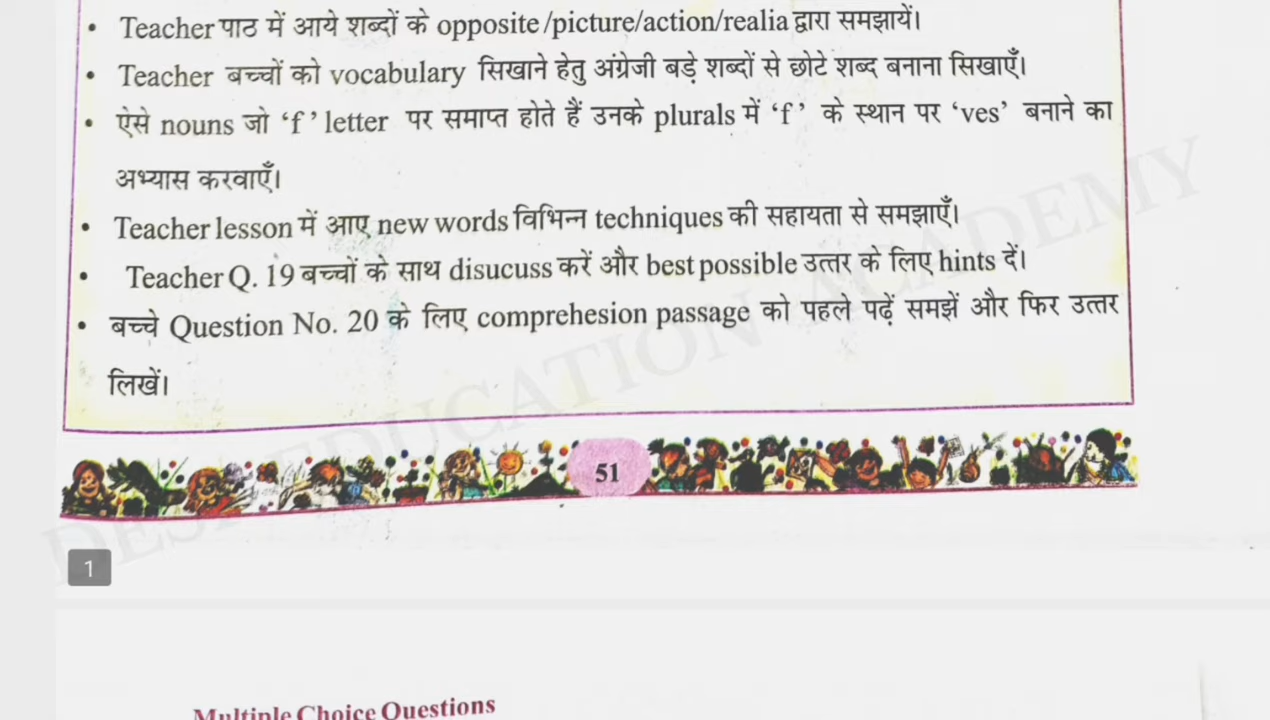 • Teacher पाठ में आये शब्दों के opposite/picture/action/realia द्वारा समझायें।
• Teacher बच्चों को vocabulary सिखाने हेतु अंग्रेजी बड़े शब्दों से छोटे शब्द बनाना सिखाएँ।
• ऐसे nouns जो ‘f’ letter पर समाप्त होते हैं उनके plurals में ‘f’ के स्थान पर ‘ves’ बनाने का
अभ्यास करवाएँ।
• Teacher lesson में आए new words विभिन्न techniques की सहायता से समझाएँ।
• Teacher Q. 19 बच्चों के साथ disucuss करें और best possible उत्तर के लिए hints दें।
• बच्चे Question No. 20 के लिए comprehesion passage को पहले पढ़ें समझें और फिर उत्तर
लिखें।
51
EDUCATION ACADEMY
1
Multiple Choice Questions